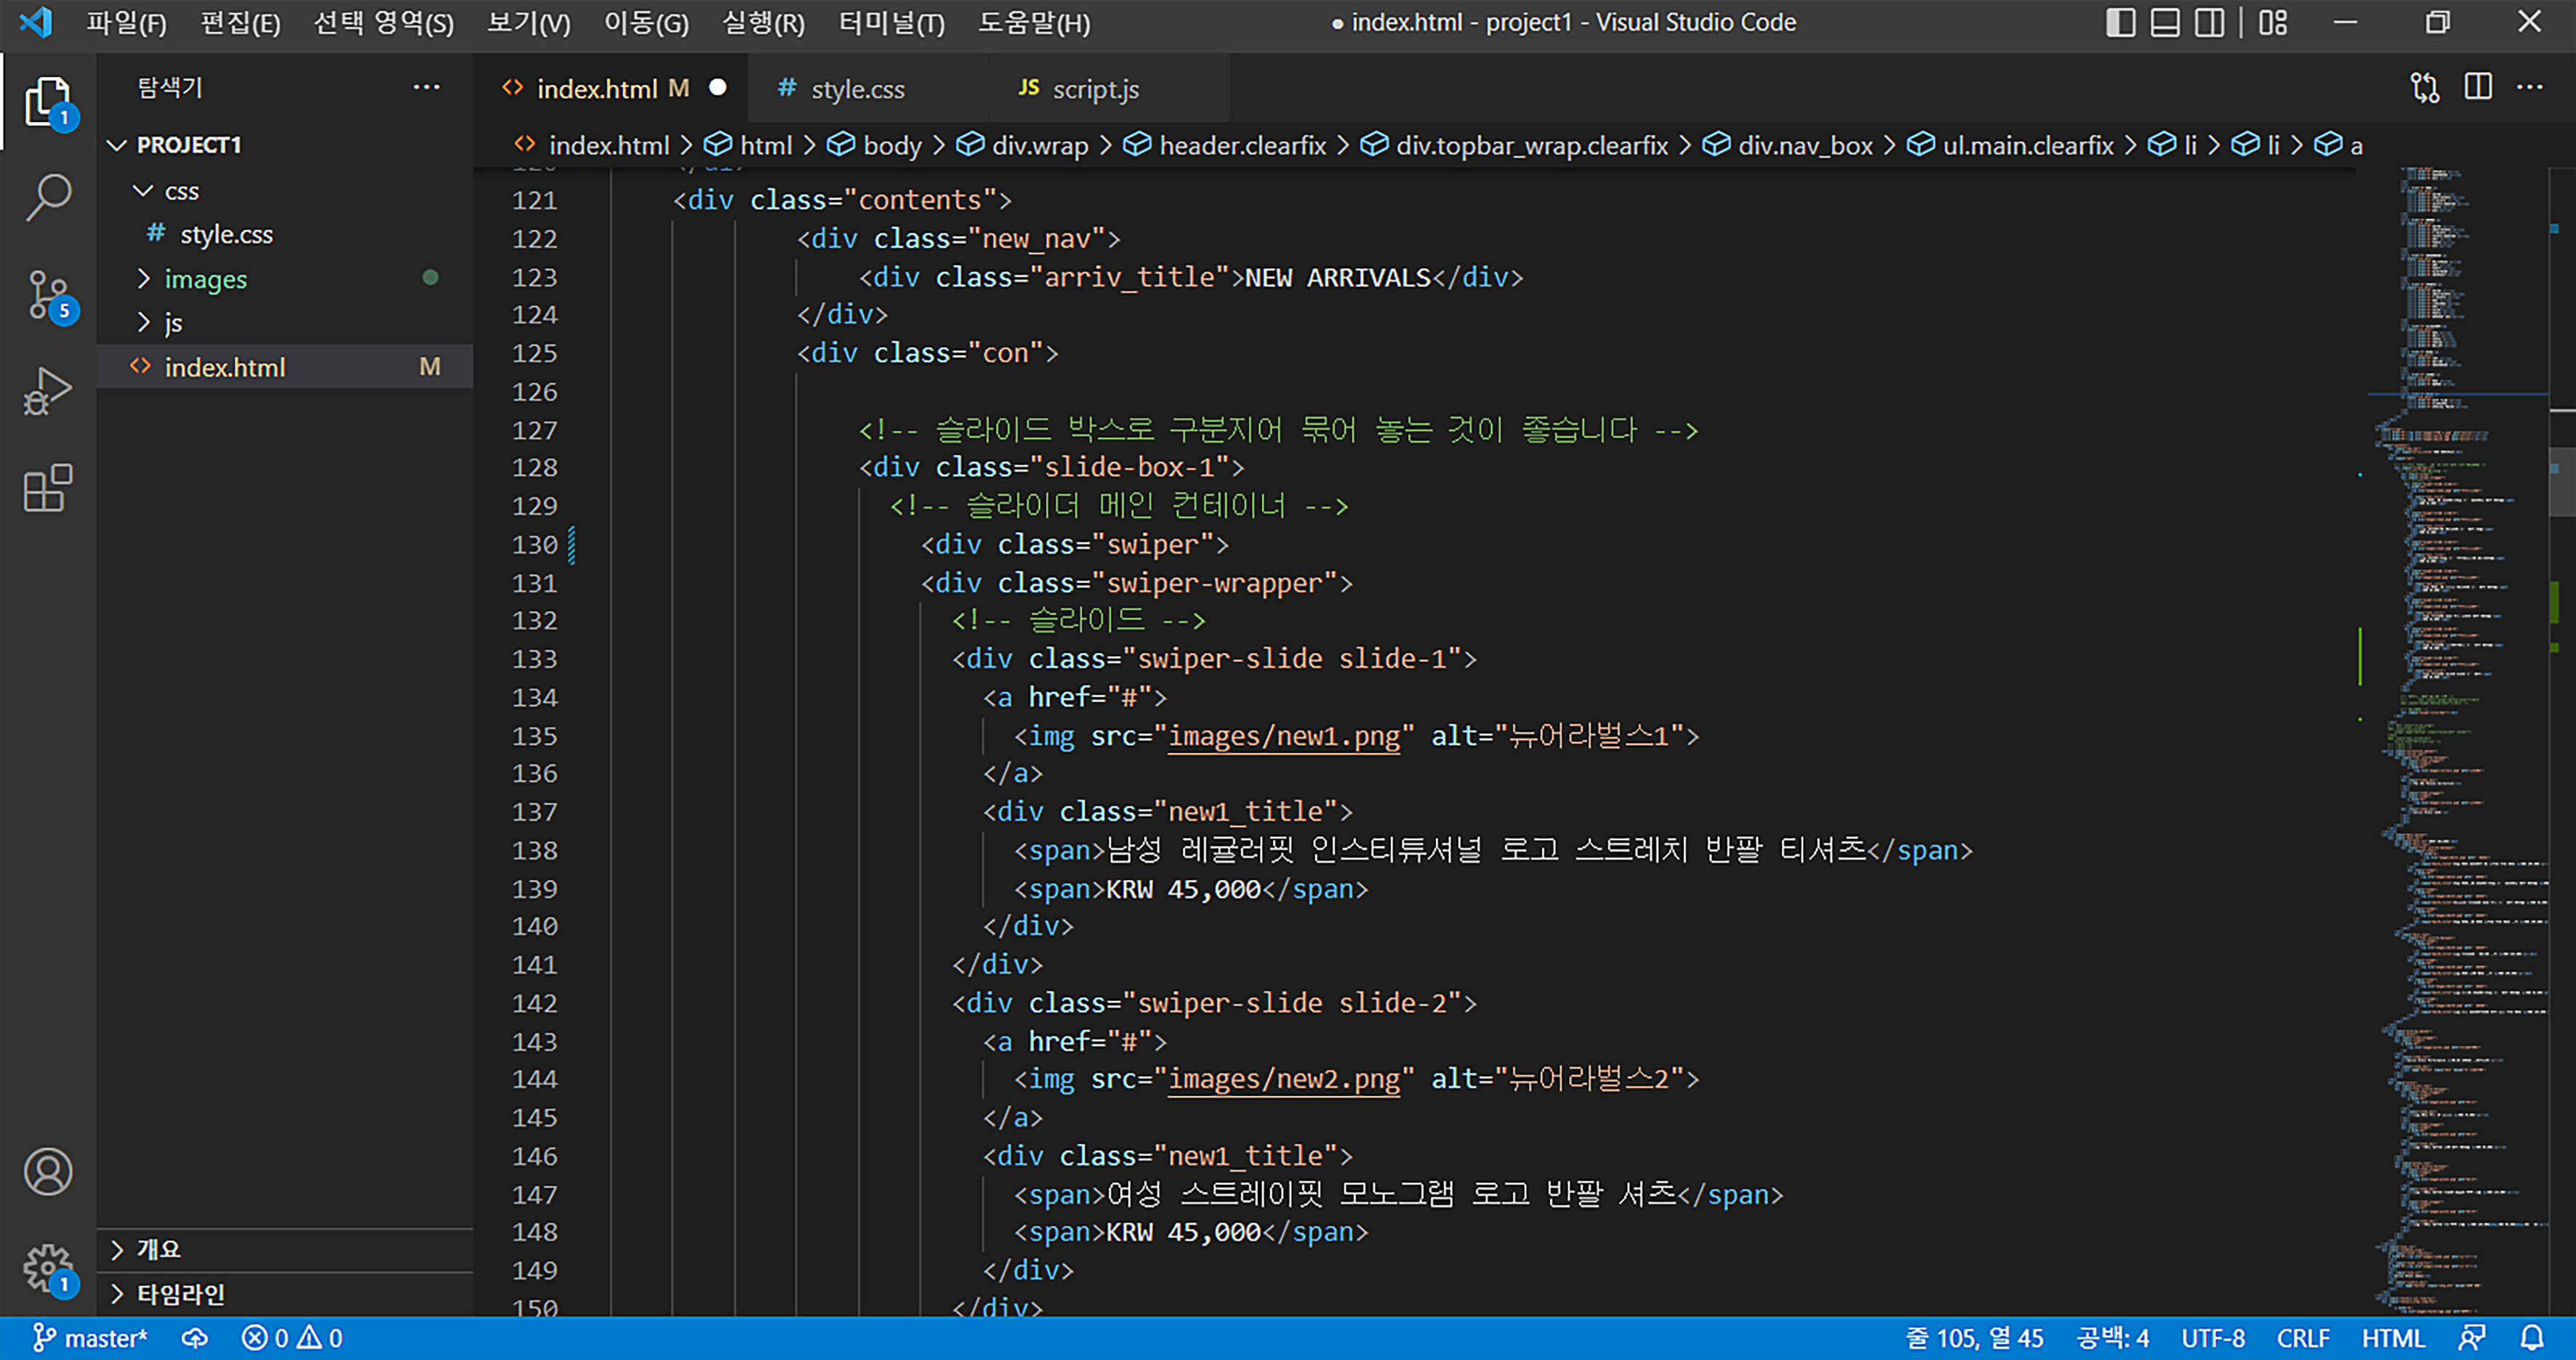 파일(F) 편집(E) 선택 영역(S) 보기(V) 이동(G) 실행(R) 터미널(T) 도움말(H) ● index.html - project1 - Visual Studio Code
탐색기 ···
PROJECT1
css
# style.css
images
js
<> index.html M
개요
타임라인
1
5
1
<> index.html M ● # style.css JS script.js
<> index.html > html > body > div.wrap > header.clearfix > div.topbar_wrap.clearfix > div.nav_box > ul.main.clearfix > li > li > a
121 <div class="contents">
122 <div class="new_nav">
123 <div class="arriv_title">NEW ARRIVALS</div>
124 </div>
125 <div class="con">
126
127 <!-- 슬라이드 박스로 구분지어 묶어 놓는 것이 좋습니다 -->
128 <div class="slide-box-1">
129 <!-- 슬라이더 메인 컨테이너 -->
130 <div class="swiper">
131 <div class="swiper-wrapper">
132 <!-- 슬라이드 -->
133 <div class="swiper-slide slide-1">
134 <a href="#">
135 <img src="images/new1.png" alt="뉴어라벌스1">
136 </a>
137 <div class="new1_title">
138 <span>남성 레귤러핏 인스티튜셔널 로고 스트레치 반팔 티셔츠</span>
139 <span>KRW 45,000</span>
140 </div>
141 </div>
142 <div class="swiper-slide slide-2">
143 <a href="#">
144 <img src="images/new2.png" alt="뉴어라벌스2">
145 </a>
146 <div class="new1_title">
147 <span>여성 스트레이핏 모노그램 로고 반팔 셔츠</span>
148 <span>KRW 45,000</span>
149 </div>
150 </div>
master* 0 0 줄 105, 열 45 공백: 4 UTF-8 CRLF HTML